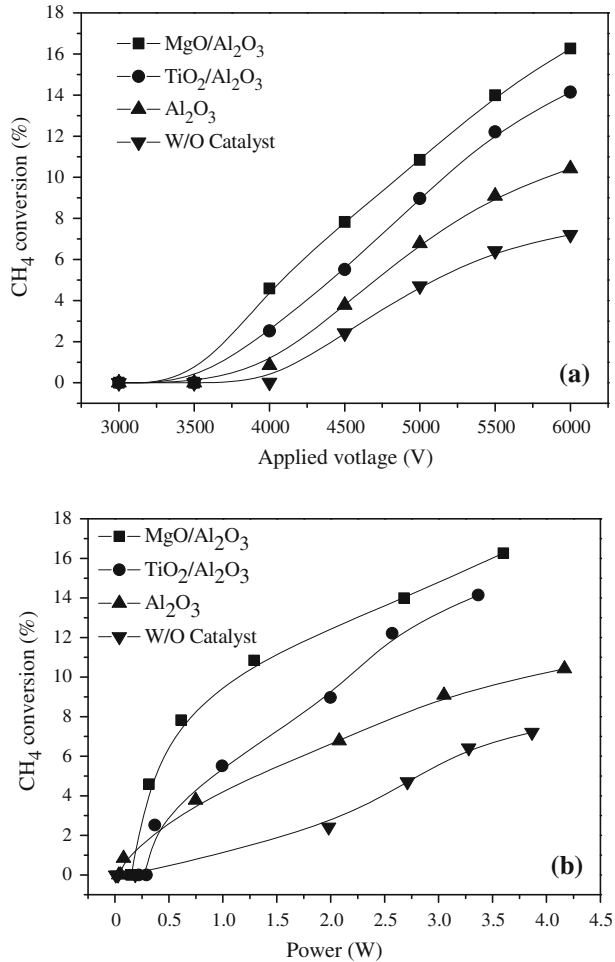 18
16
14
12
10
8
6
4
2
0
CH₄ conversion (%)
MgO/Al₂O₃
TiO₂/Al₂O₃
Al₂O₃
W/O Catalyst
(a)
3000 3500 4000 4500 5000 5500 6000
Applied votlage (V)
18
16
14
12
10
8
6
4
2
0
CH₄ conversion (%)
MgO/Al₂O₃
TiO₂/Al₂O₃
Al₂O₃
W/O Catalyst
(b)
0 0.5 1.0 1.5 2.0 2.5 3.0 3.5 4.0 4.5
Power (W)